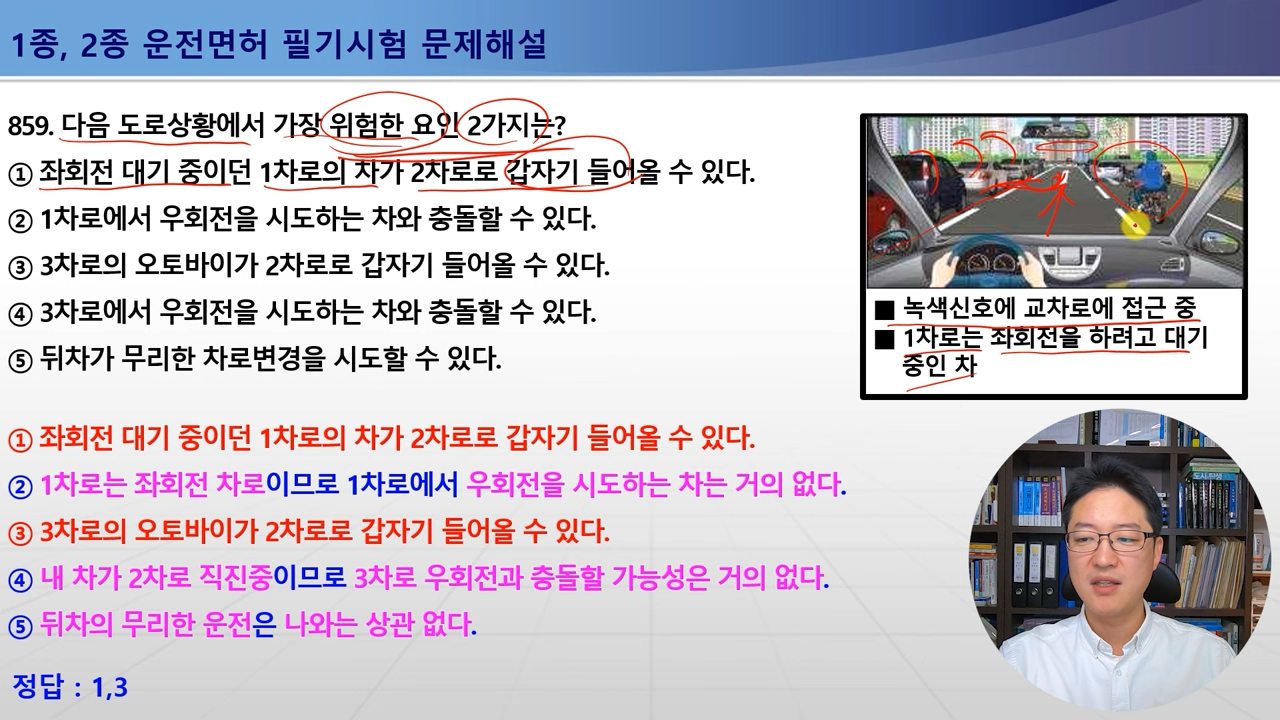 1종, 2종 운전면허 필기시험 문제해설
859. 다음 도로상황에서 가장 위험한 요인 2가지는?
① 좌회전 대기 중이던 1차로의 차가 2차로로 갑자기 들어올 수 있다.
② 1차로에서 우회전을 시도하는 차와 충돌할 수 있다.
③ 3차로의 오토바이가 2차로로 갑자기 들어올 수 있다.
④ 3차로에서 우회전을 시도하는 차와 충돌할 수 있다.
⑤ 뒤차가 무리한 차로변경을 시도할 수 있다.
■ 녹색신호에 교차로에 접근 중
■ 1차로는 좌회전을 하려고 대기
중인 차
① 좌회전 대기 중이던 1차로의 차가 2차로로 갑자기 들어올 수 있다.
② 1차로는 좌회전 차로이므로 1차로에서 우회전을 시도하는 차는 거의 없다.
③ 3차로의 오토바이가 2차로로 갑자기 들어올 수 있다.
④ 내 차가 2차로 직진중이므로 3차로 우회전과 충돌할 가능성은 거의 없다.
⑤ 뒤차의 무리한 운전은 나와는 상관 없다.
정답 : 1,3